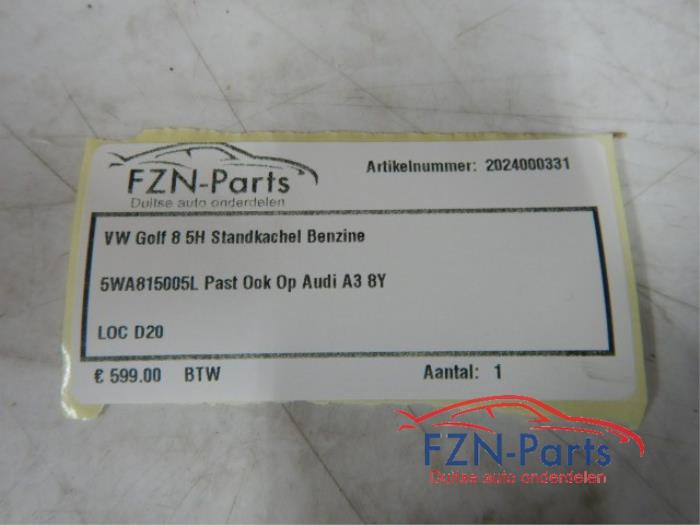 FZN-Parts
Duitse auto onderdelen
Artikelnummer: 2024000331
VW Golf 8 5H Standkachel Benzine
5WA815005L Past Ook Op Audi A3 8Y
LOC D20
€ 599.00 BTW Aantal: 1
FZN-Parts
Duitse auto onderdelen